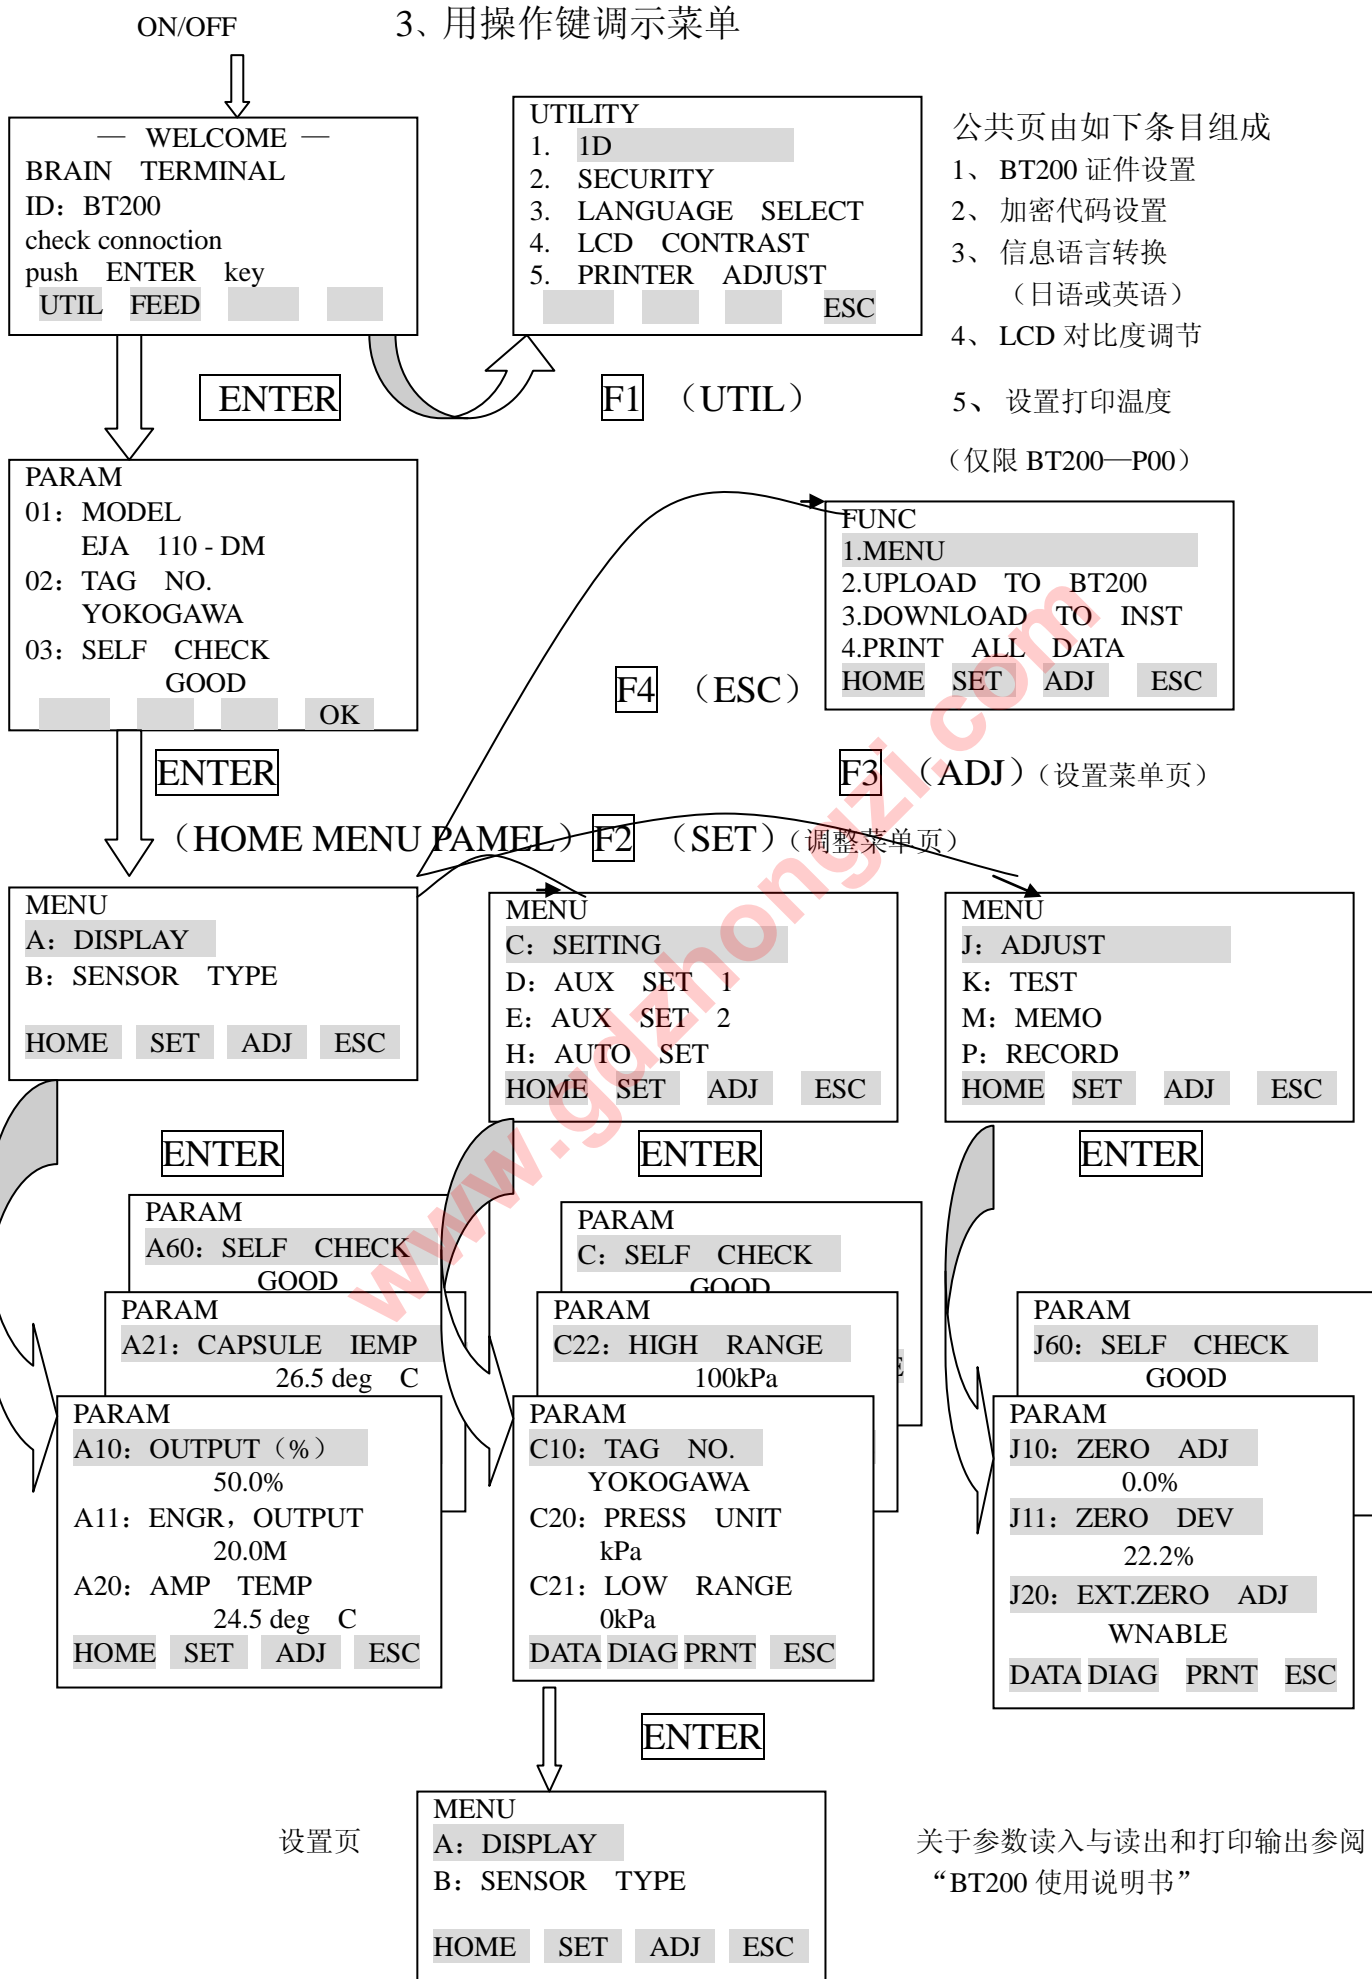 ON/OFF
3、用操作键调示菜单
— WELCOME —
BRAIN TERMINAL
ID：BT200
check connoction
push ENTER key
UTIL FEED
UTILITY
1. 1D
2. SECURITY
3. LANGUAGE SELECT
4. LCD CONTRAST
5. PRINTER ADJUST
ESC
公共页由如下条目组成
1、 BT200 证件设置
2、 加密代码设置
3、 信息语言转换
（日语或英语）
4、 LCD 对比度调节
5、 设置打印温度
（仅限 BT200—P00）
ENTER
F1 （UTIL）
PARAM
01：MODEL
EJA 110 - DM
02：TAG NO.
YOKOGAWA
03：SELF CHECK
GOOD
OK
FUNC
1.MENU
2.UPLOAD TO BT200
3.DOWNLOAD TO INST
4.PRINT ALL DATA
HOME SET ADJ ESC
F4 （ESC）
ENTER
F3 （ADJ）（设置菜单页）
（HOME MENU PAMEL）F2 （SET）（调整菜单页）
MENU
A：DISPLAY
B：SENSOR TYPE
HOME SET ADJ ESC
MENU
C：SEITING
D：AUX SET 1
E：AUX SET 2
H：AUTO SET
HOME SET ADJ ESC
MENU
J：ADJUST
K：TEST
M：MEMO
P：RECORD
HOME SET ADJ ESC
ENTER
ENTER
ENTER
PARAM
A60：SELF CHECK
GOOD
PARAM
A21：CAPSULE IEMP
26.5 deg C
PARAM
A10：OUTPUT（%）
50.0%
A11：ENGR，OUTPUT
20.0M
A20：AMP TEMP
24.5 deg C
HOME SET ADJ ESC
PARAM
C：SELF CHECK
GOOD
PARAM
C22：HIGH RANGE
100kPa
PARAM
C10：TAG NO.
YOKOGAWA
C20：PRESS UNIT
kPa
C21：LOW RANGE
0kPa
DATA DIAG PRNT ESC
PARAM
J60：SELF CHECK
GOOD
PARAM
J10：ZERO ADJ
0.0%
J11：ZERO DEV
22.2%
J20：EXT.ZERO ADJ
WNABLE
DATA DIAG PRNT ESC
ENTER
设置页
MENU
A：DISPLAY
B：SENSOR TYPE
HOME SET ADJ ESC
关于参数读入与读出和打印输出参阅
“BT200 使用说明书”
www.gdzhongzi.com